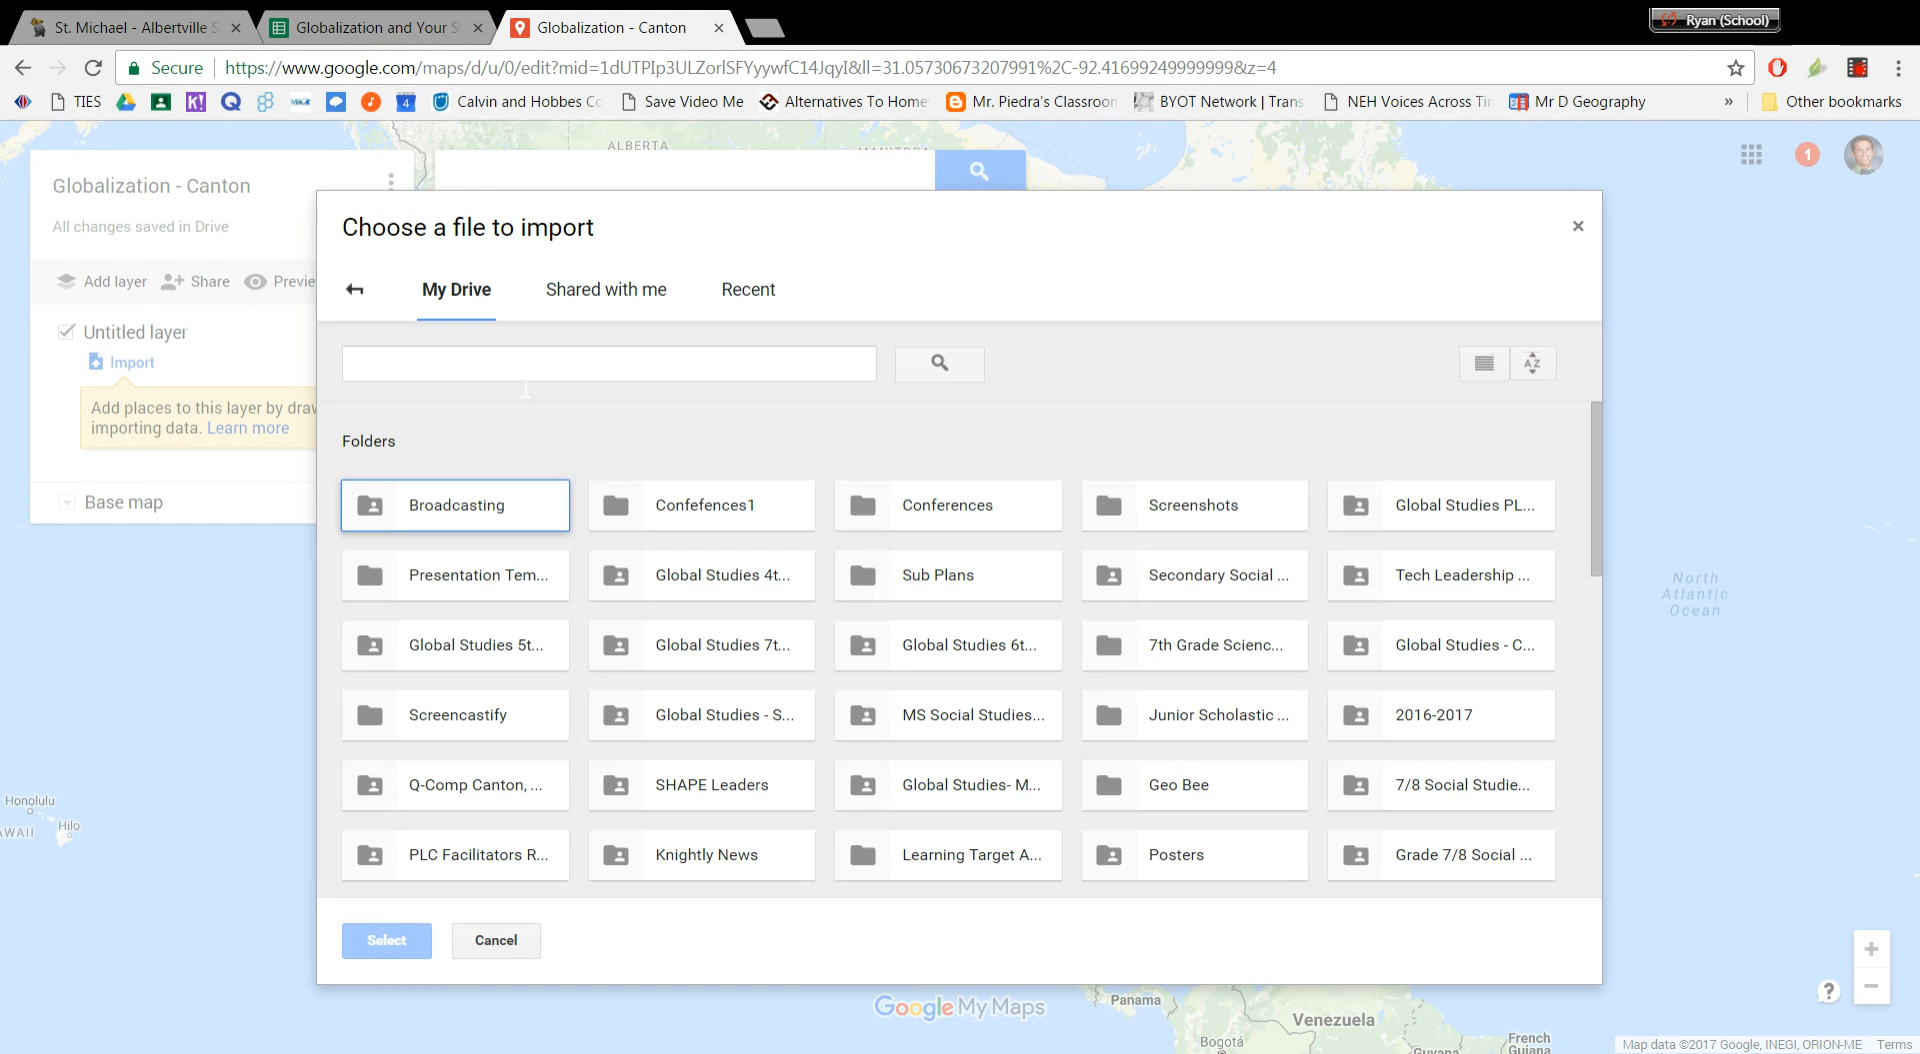 St. Michael - Albertville S
Globalization and Your S
Globalization - Canton
Ryan (School)
Secure
https://www.google.com/maps/d/u/0/edit?mid=1dUTPIp3ULZorlSFYyywfC14JqyI&ll=31.05730673207991%2C-92.41699249999999&z=4
TIES
Calvin and Hobbes Co
Save Video Me
Alternatives To Home
Mr. Piedra's Classroom
BYOT Network | Trans
NEH Voices Across Tir
Mr D Geography
»
Other bookmarks
ALBERTA
MANITOBA
1
Globalization - Canton
All changes saved in Drive
Add layer
Share
Previe
Untitled layer
Import
Add places to this layer by draw
importing data. Learn more
Base map
Choose a file to import
My Drive
Shared with me
Recent
AZ
Folders
Broadcasting
Confefences1
Conferences
Screenshots
Global Studies PL...
Presentation Tem...
Global Studies 4t...
Sub Plans
Secondary Social ...
Tech Leadership ...
Global Studies 5t...
Global Studies 7t...
Global Studies 6t...
7th Grade Scienc...
Global Studies - C...
Screencastify
Global Studies - S...
MS Social Studies...
Junior Scholastic ...
2016-2017
Q-Comp Canton, ...
SHAPE Leaders
Global Studies- M...
Geo Bee
7/8 Social Studie...
PLC Facilitators R...
Knightly News
Learning Target A...
Posters
Grade 7/8 Social ...
Select
Cancel
North
Atlantic
Ocean
Honolulu
AWAII
Hilo
Google My Maps
Panama
Venezuela
Bogotá
Guyana
French
Guiana
Map data ©2017 Google, INEGI, ORION-ME
Terms